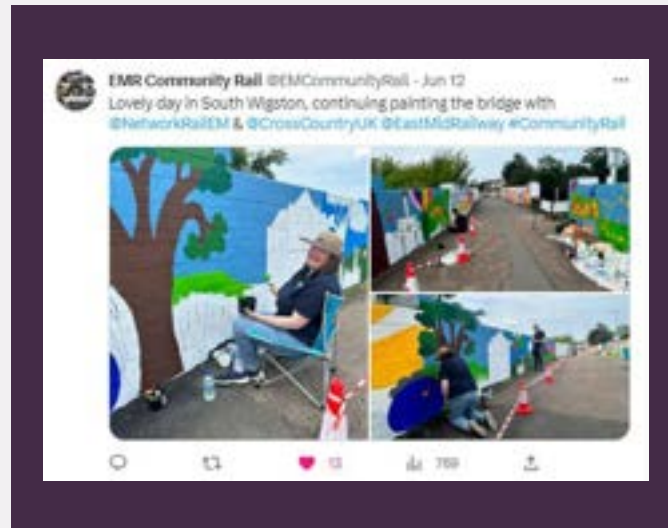 EMR Community Rail @EMCommunityRail · Jun 12
Lovely day in South Wigston, continuing painting the bridge with
@NetworkRailEM & @CrossCountryUK @EastMidRailway #CommunityRail
13
769